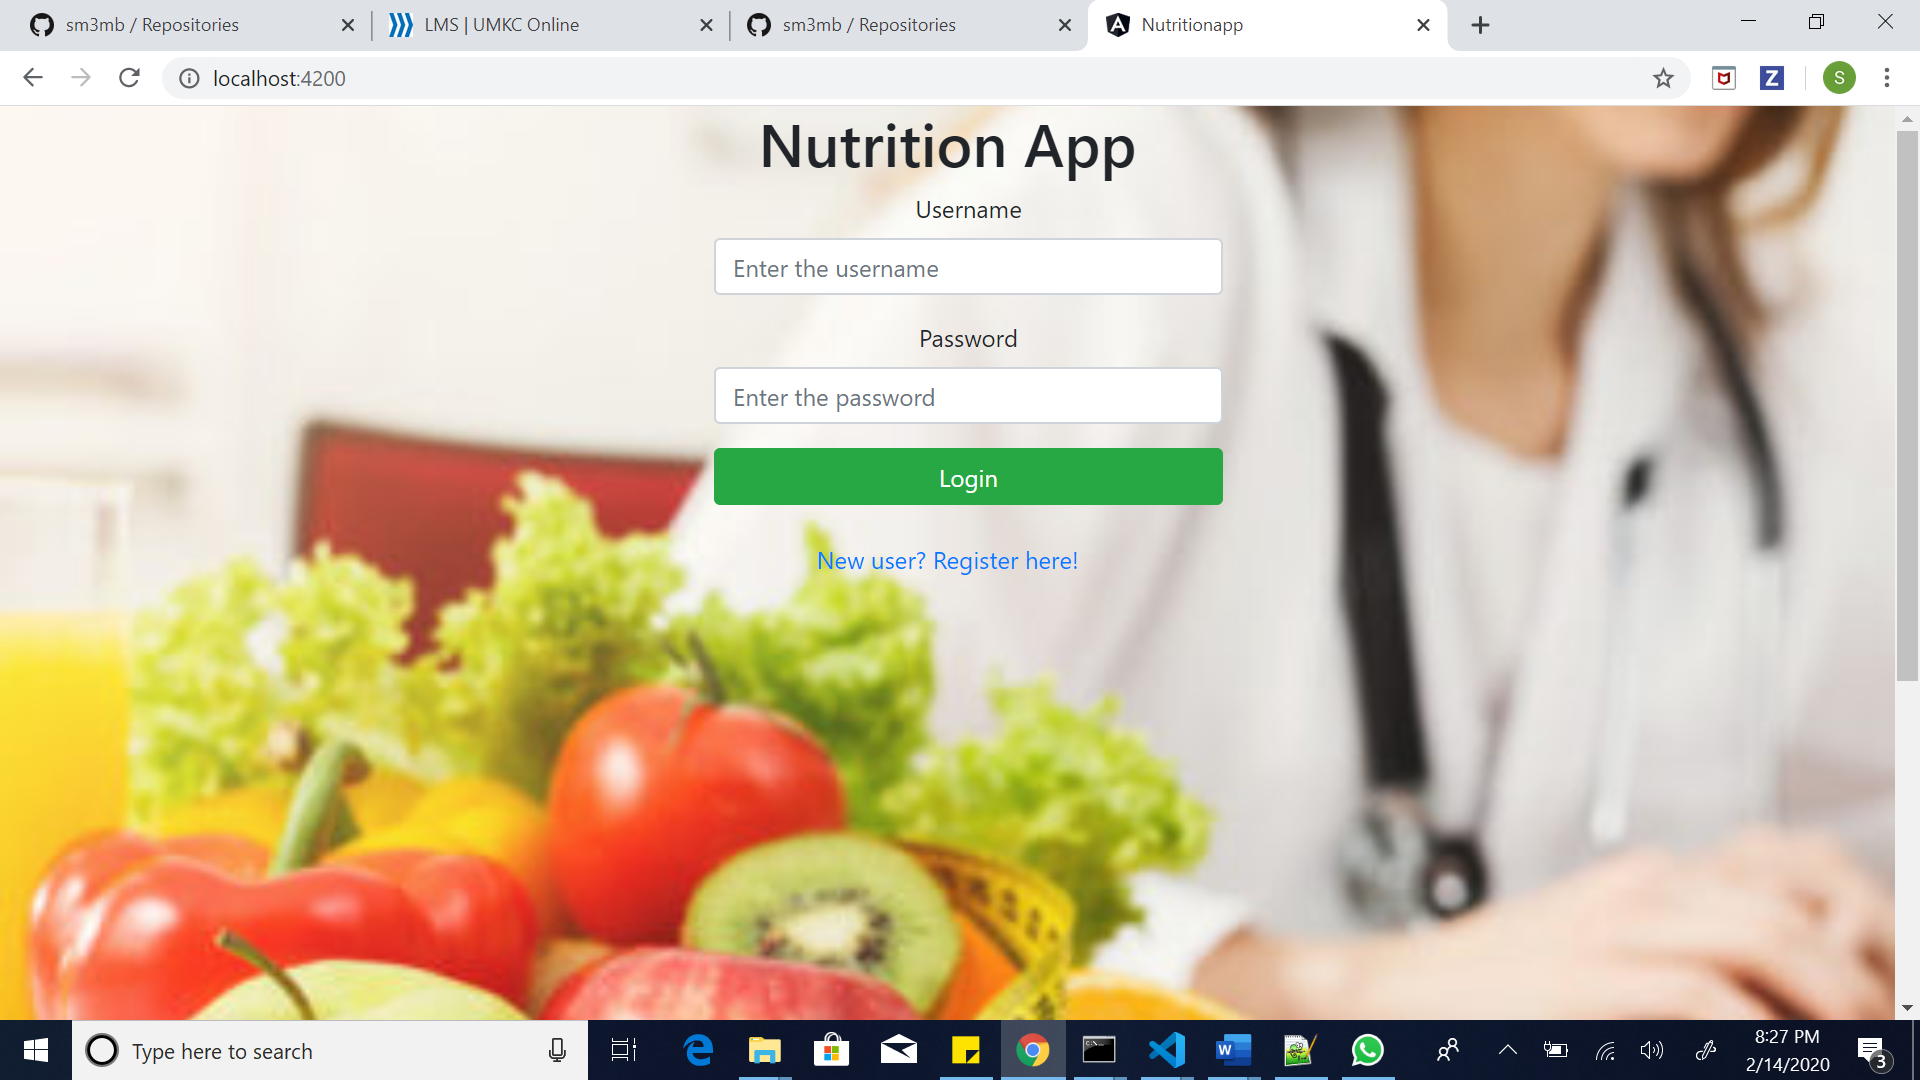 sm3mb / Repositories
LMS | UMKC Online
sm3mb / Repositories
Nutritionapp
localhost:4200
S
Nutrition App
Username
Enter the username
Password
Enter the password
Login
New user? Register here!
Type here to search
8:27 PM
2/14/2020
3